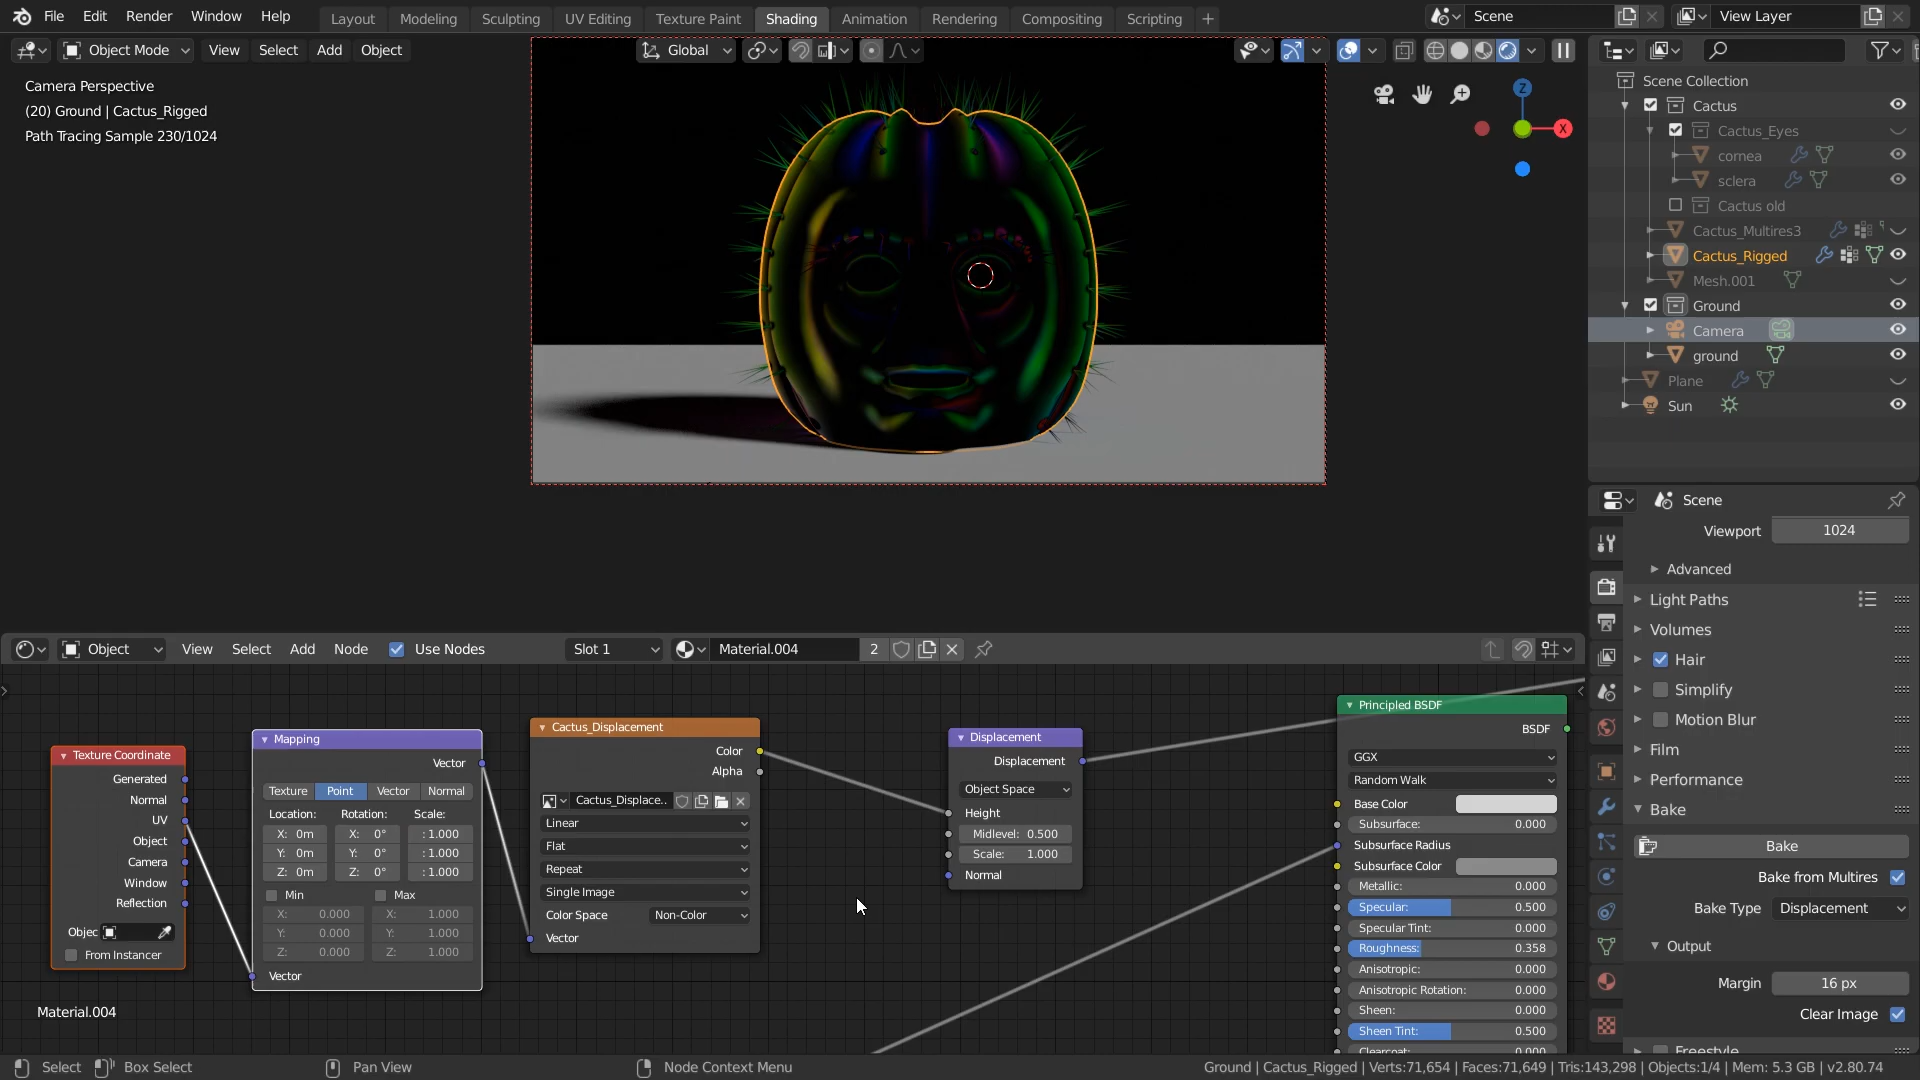 File Edit Render Window Help Layout Modeling Sculpting UV Editing Texture Paint Shading Animation Rendering Compositing Scripting + Scene View Layer
Object Mode View Select Add Object Global
Camera Perspective
(20) Ground | Cactus_Rigged
Path Tracing Sample 230/1024
Z
X
Scene Collection
Cactus
Cactus_Eyes
cornea
sclera
Cactus old
Cactus_Multires3
Cactus_Rigged
Mesh.001
Ground
Camera
ground
Plane
Sun
Scene
Viewport 1024
Advanced
Light Paths
Volumes
Hair
Simplify
Motion Blur
Film
Performance
Bake
Bake
Bake from Multires
Bake Type Displacement
Output
Margin 16 px
Clear Image
Freestyle
Object View Select Add Node Use Nodes Slot 1 Material.004 2
Texture Coordinate
Generated
Normal
UV
Object
Camera
Window
Reflection
Objec
From Instancer
Mapping
Vector
Texture Point Vector Normal
Location: Rotation: Scale:
X: 0m X: 0° : 1.000
Y: 0m Y: 0° : 1.000
Z: 0m Z: 0° : 1.000
Min Max
X: 0.000 X: 1.000
Y: 0.000 Y: 1.000
Z: 0.000 Z: 1.000
Vector
Cactus_Displacement
Color
Alpha
Cactus_Displace..
Linear
Flat
Repeat
Single Image
Color Space Non-Color
Vector
Displacement
Displacement
Object Space
Height
Midlevel: 0.500
Scale: 1.000
Normal
Principled BSDF
BSDF
GGX
Random Walk
Base Color
Subsurface: 0.000
Subsurface Radius
Subsurface Color
Metallic: 0.000
Specular: 0.500
Specular Tint: 0.000
Roughness: 0.358
Anisotropic: 0.000
Anisotropic Rotation: 0.000
Sheen: 0.000
Sheen Tint: 0.500
Clearcoat: 0.000
Material.004
Select Box Select Pan View Node Context Menu Ground | Cactus_Rigged | Verts:71,654 | Faces:71,649 | Tris:143,298 | Objects:1/4 | Mem: 5.3 GB | v2.80.74